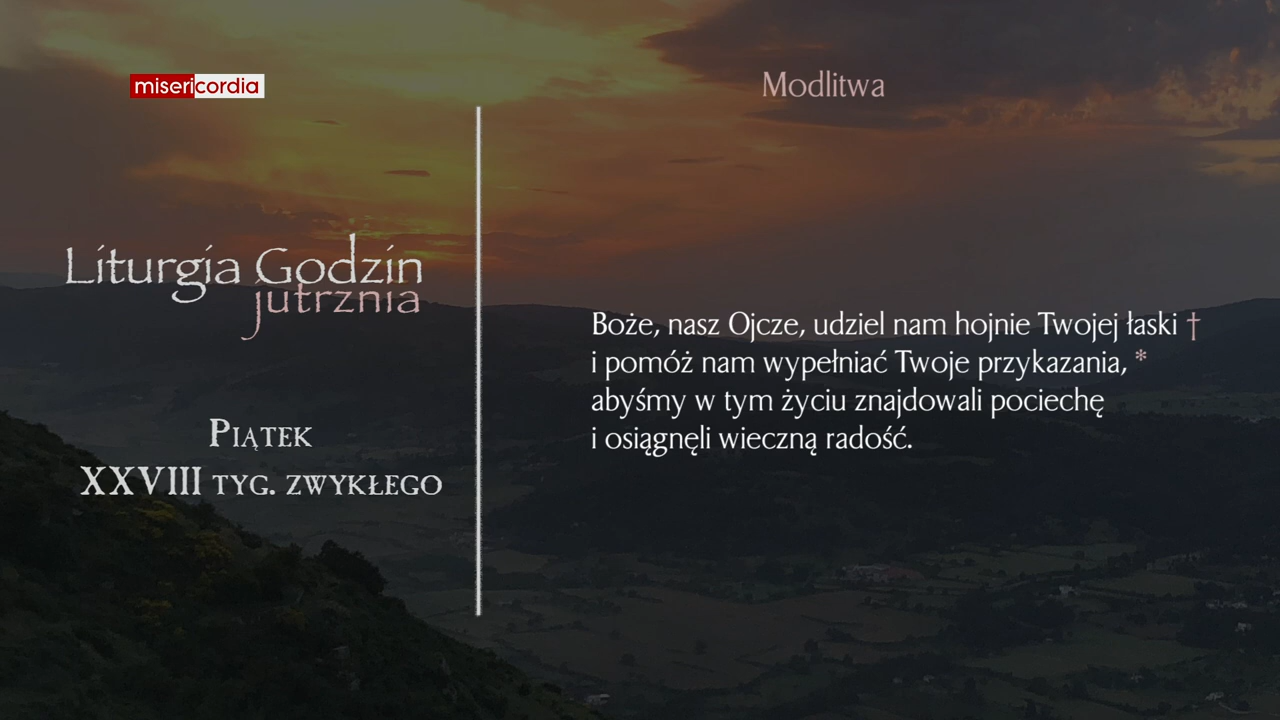 misericordia
Modlitwa
Liturgia Godzin
jutrznia
Piątek
XXVIII tyg. zwykłego
Boże, nasz Ojcze, udziel nam hojnie Twojej łaski †
i pomóż nam wypełniać Twoje przykazania, *
abyśmy w tym życiu znajdowali pociechę
i osiągnęli wieczną radość.